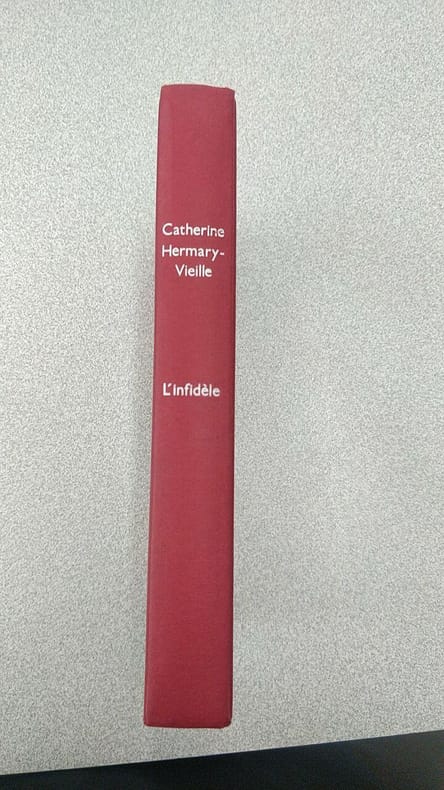 Catherine
Hermary-
Vieille
L'infidèle